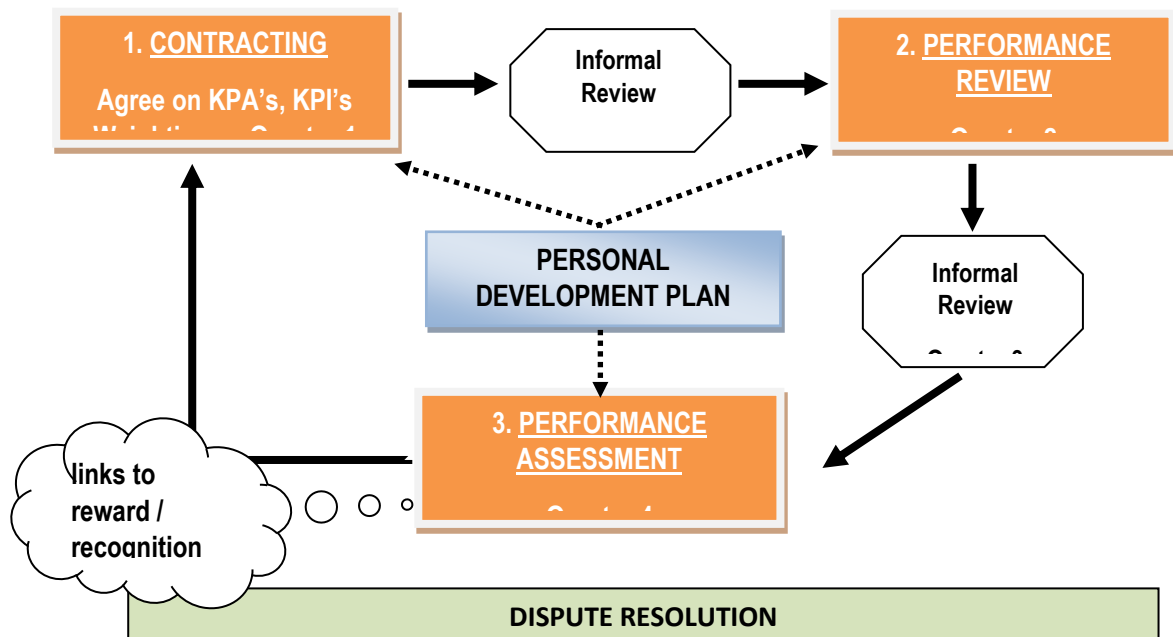 1. CONTRACTING
Agree on KPA's, KPI's
Informal
Review
2. PERFORMANCE
REVIEW
PERSONAL
DEVELOPMENT PLAN
Informal
Review
3. PERFORMANCE
ASSESSMENT
links to
reward /
recognition
DISPUTE RESOLUTION